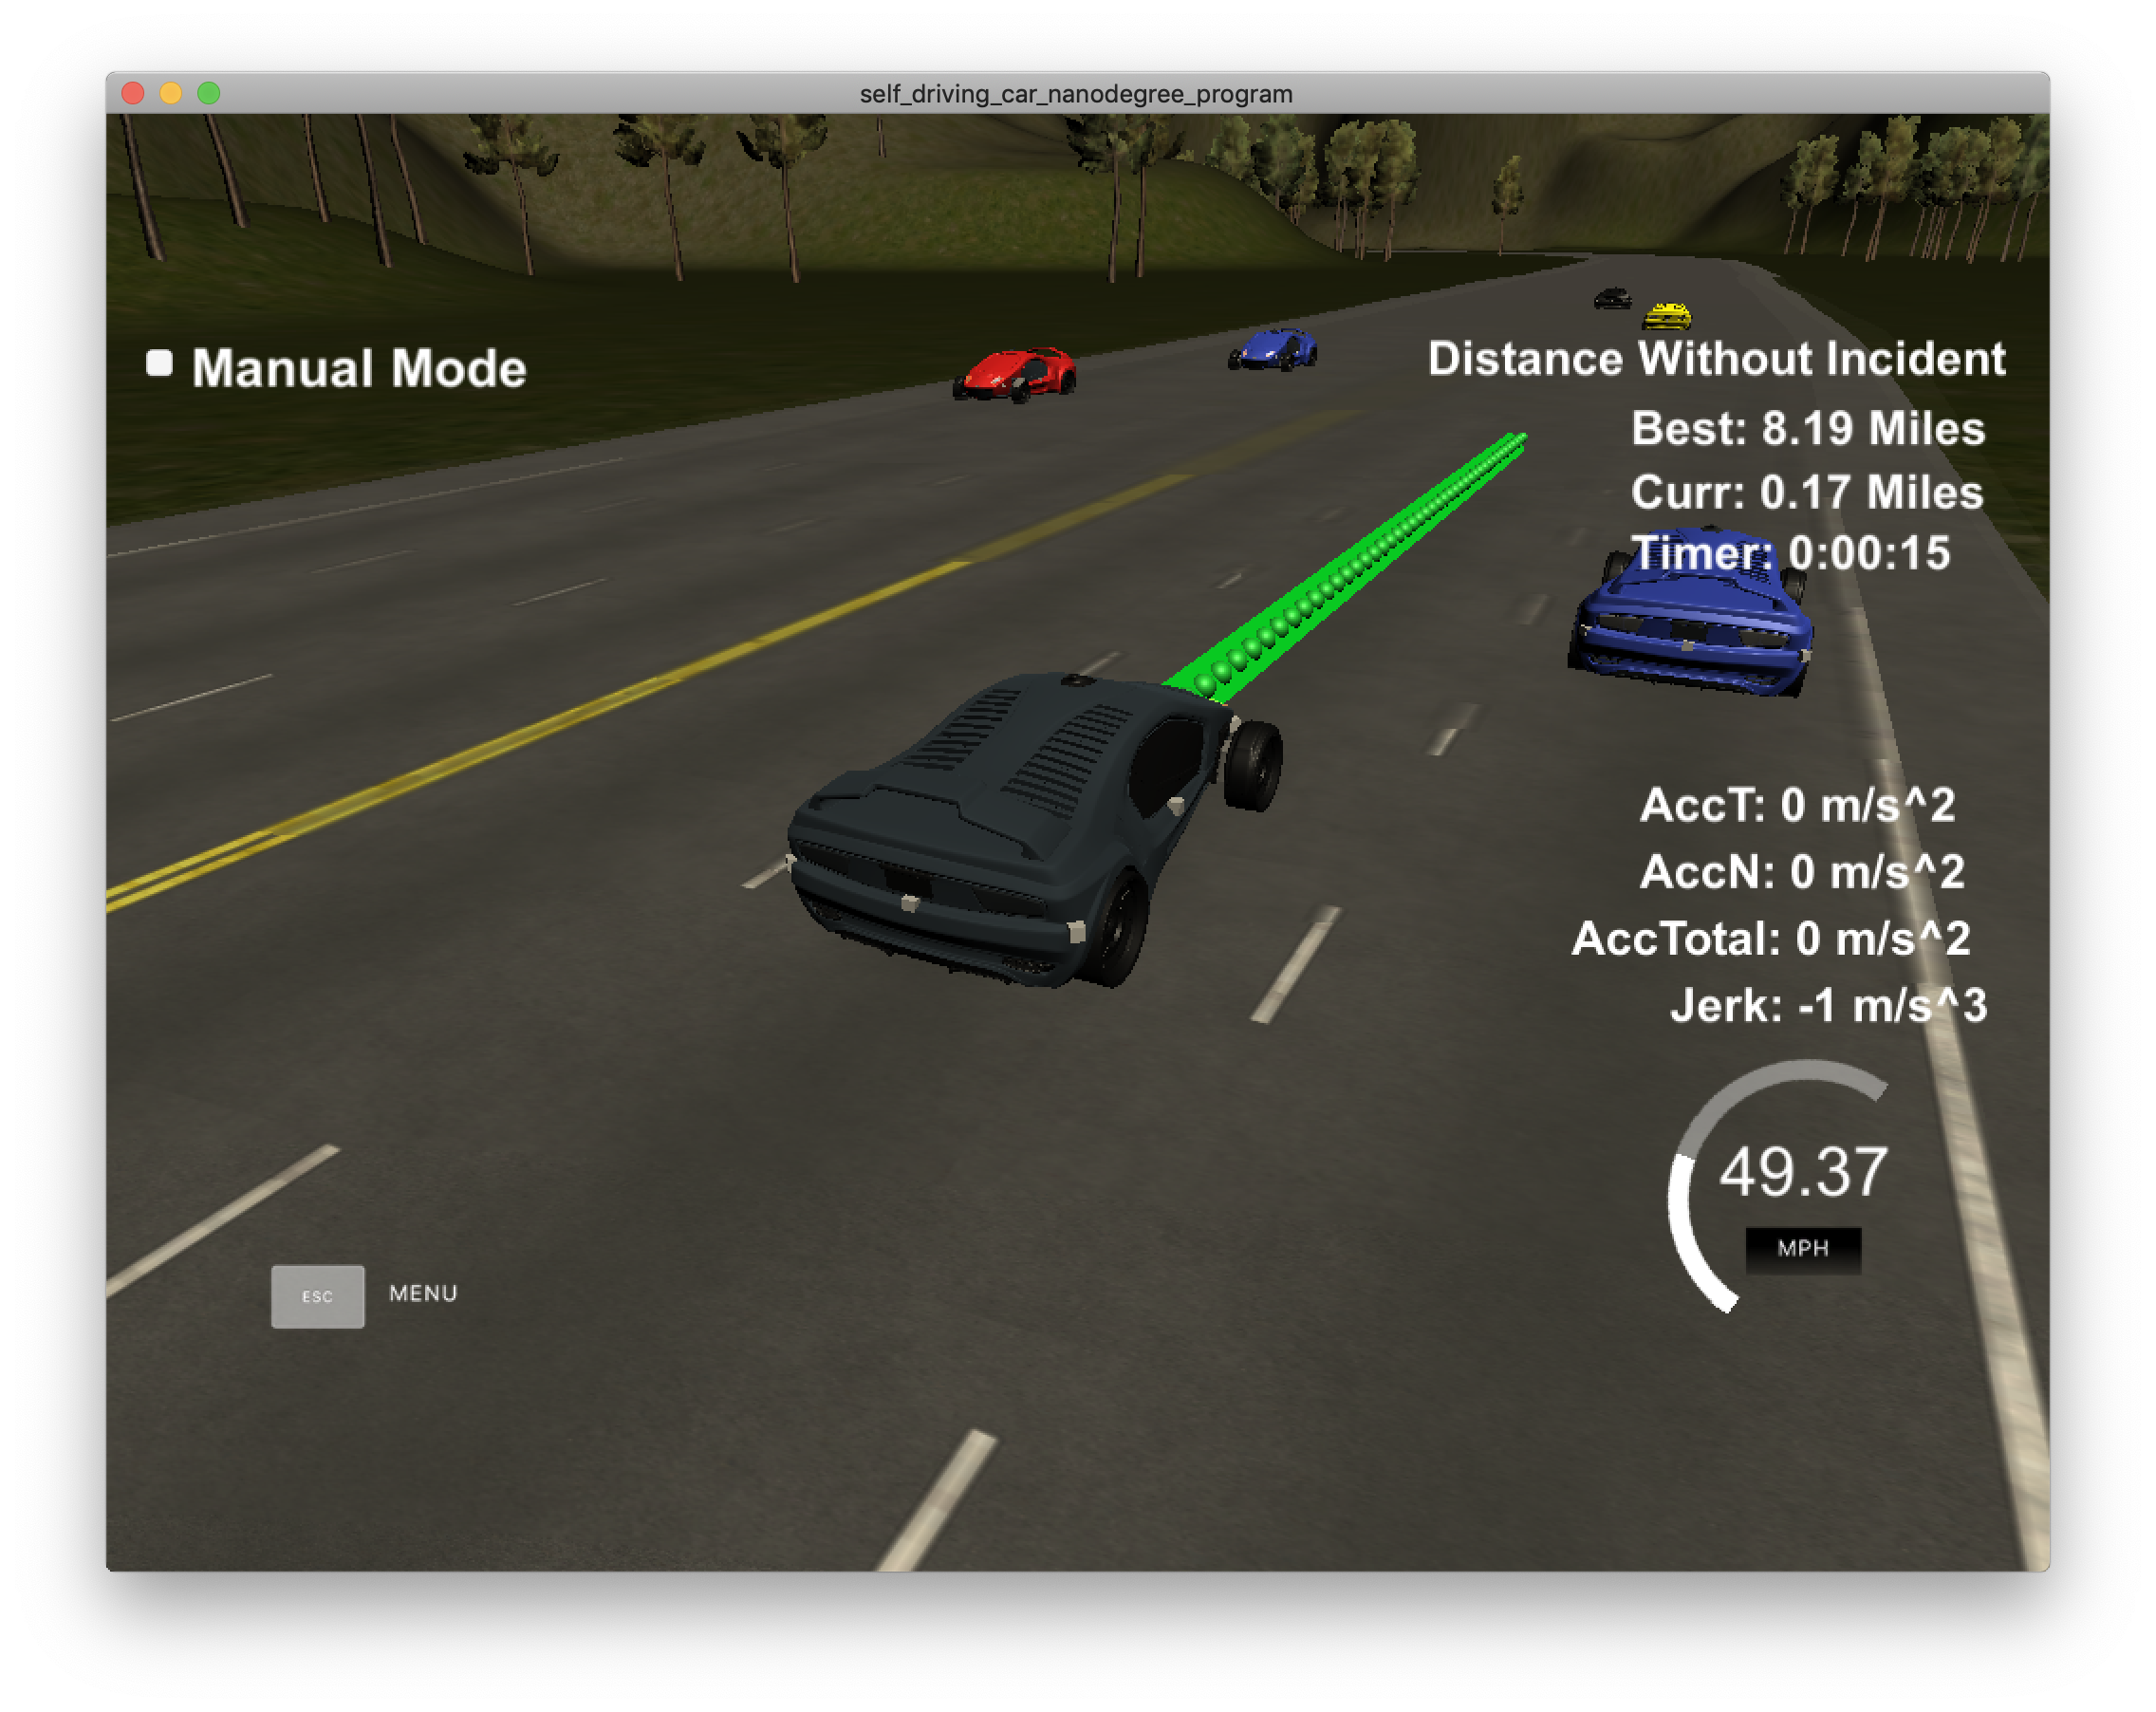 self_driving_car_nanodegree_program
Manual Mode
Distance Without Incident
Best: 8.19 Miles
Curr: 0.17 Miles
Timer: 0:00:15
AccT: 0 m/s^2
AccN: 0 m/s^2
AccTotal: 0 m/s^2
Jerk: -1 m/s^3
49.37
MPH
ESC MENU